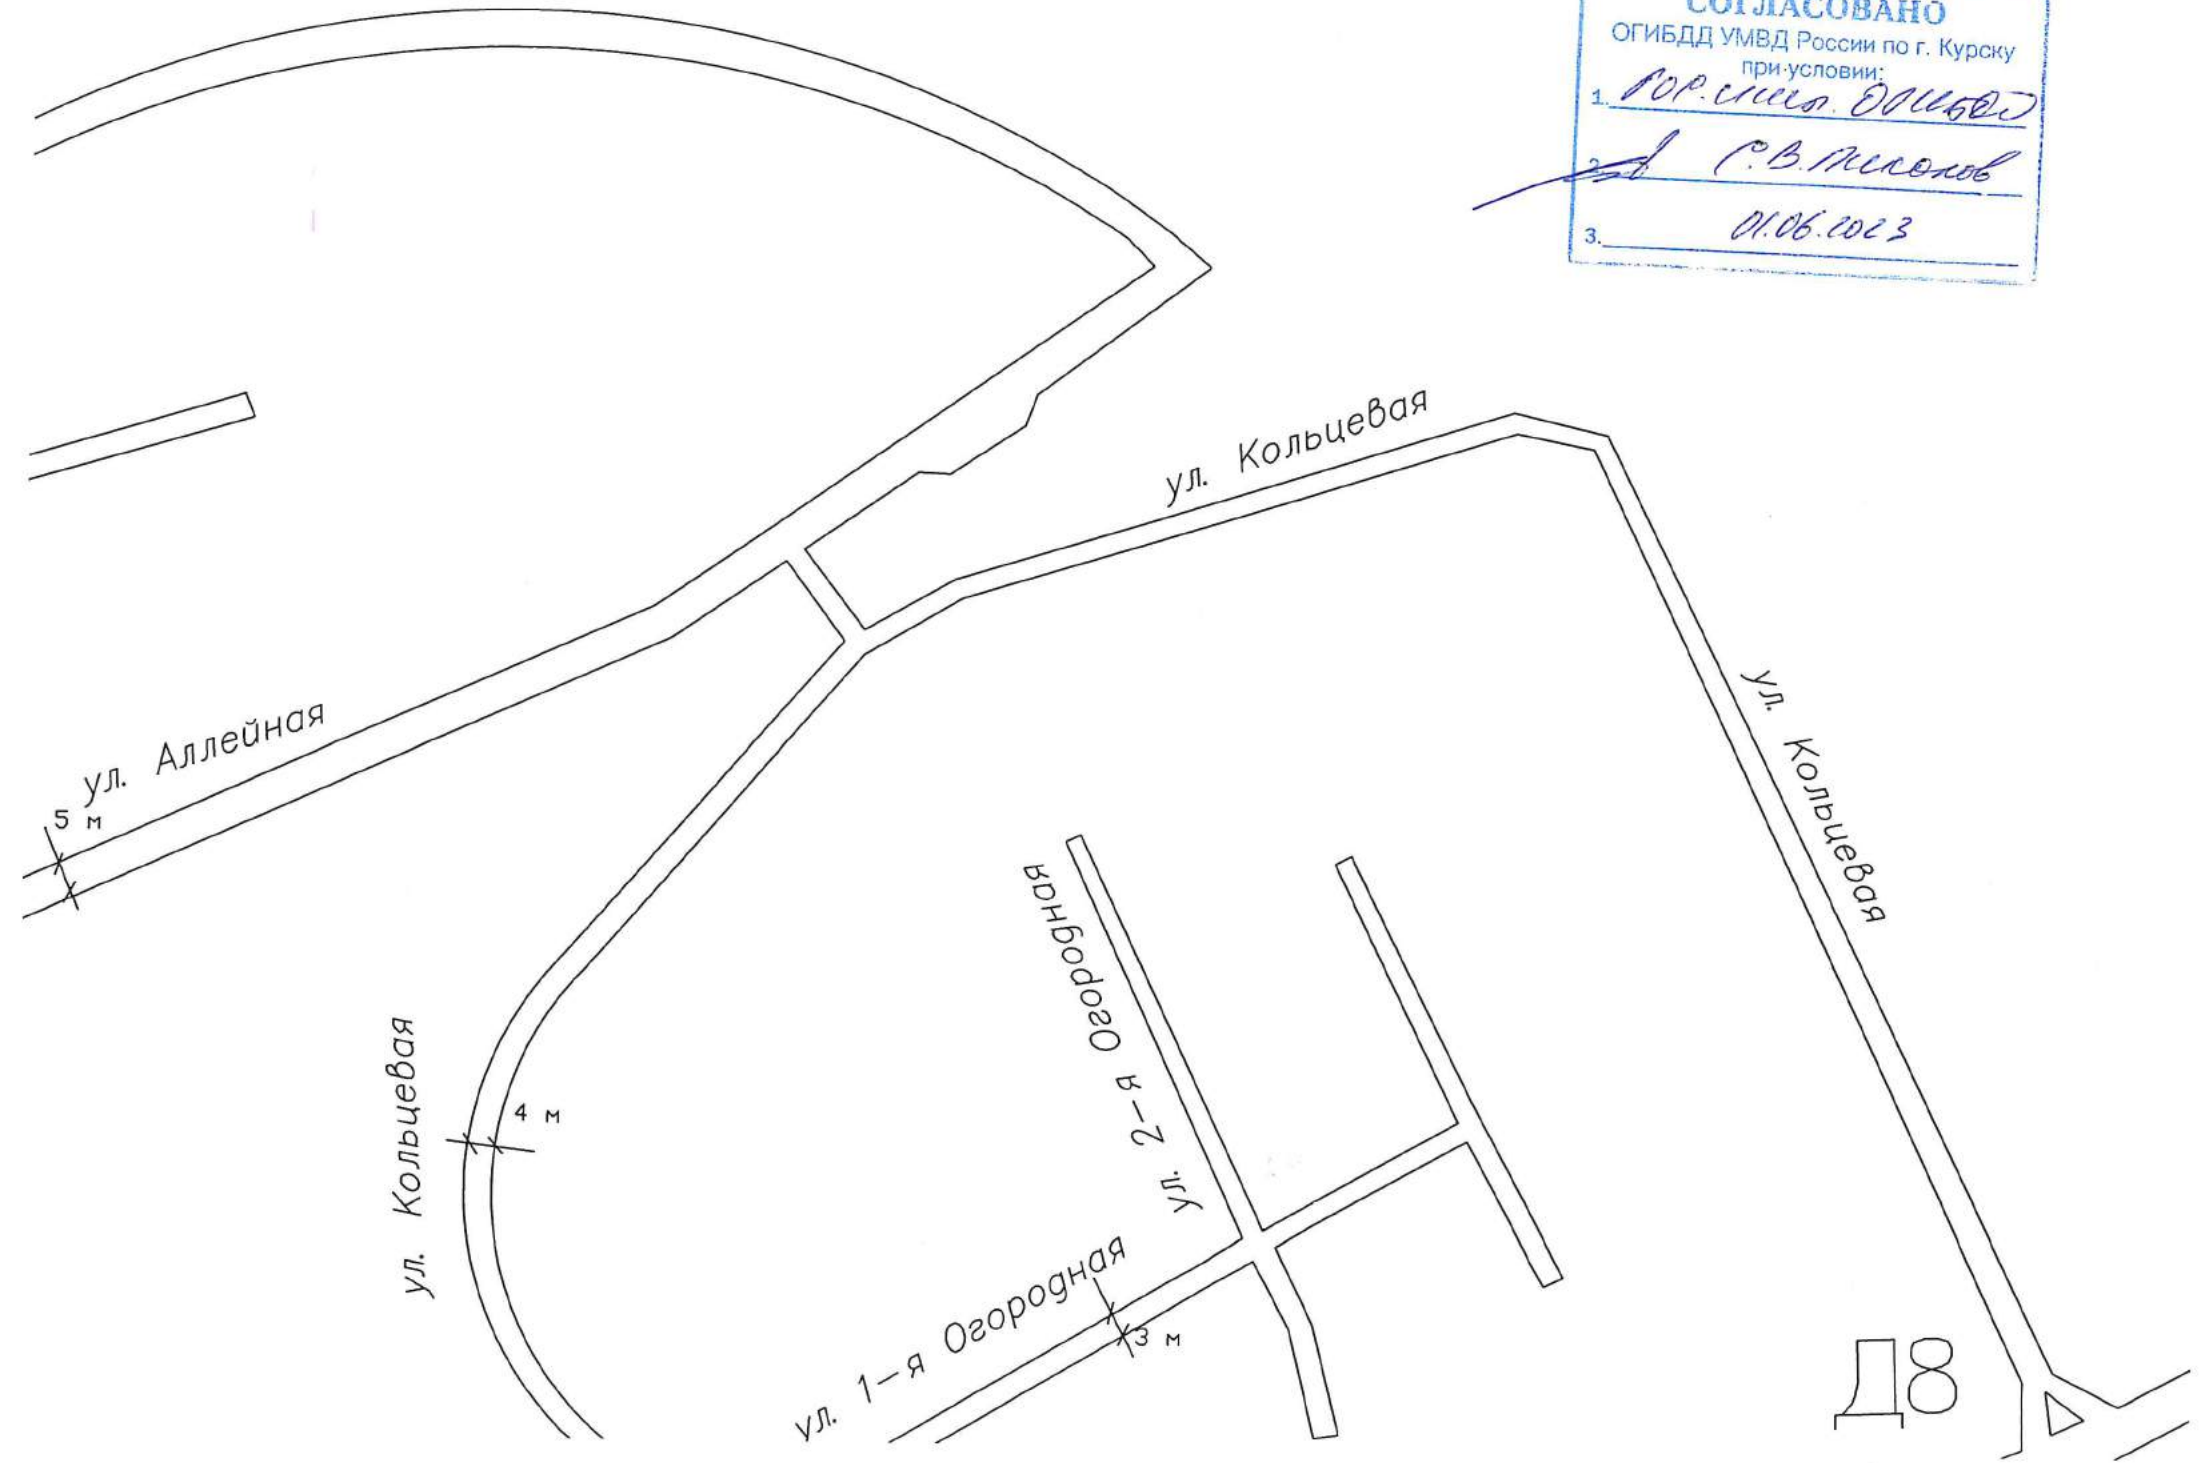 СОГЛАСОВАНО
ОГИБДД УМВД России по г. Курску
при условии:
1.
2.
3. 01.06.2023
ул. Кольцевая
ул. Кольцевая
ул. Аллейная
5 м
ул. 2-я Огородная
ул. Кольцевая
4 м
ул. 1-я Огородная
3 м
Д8